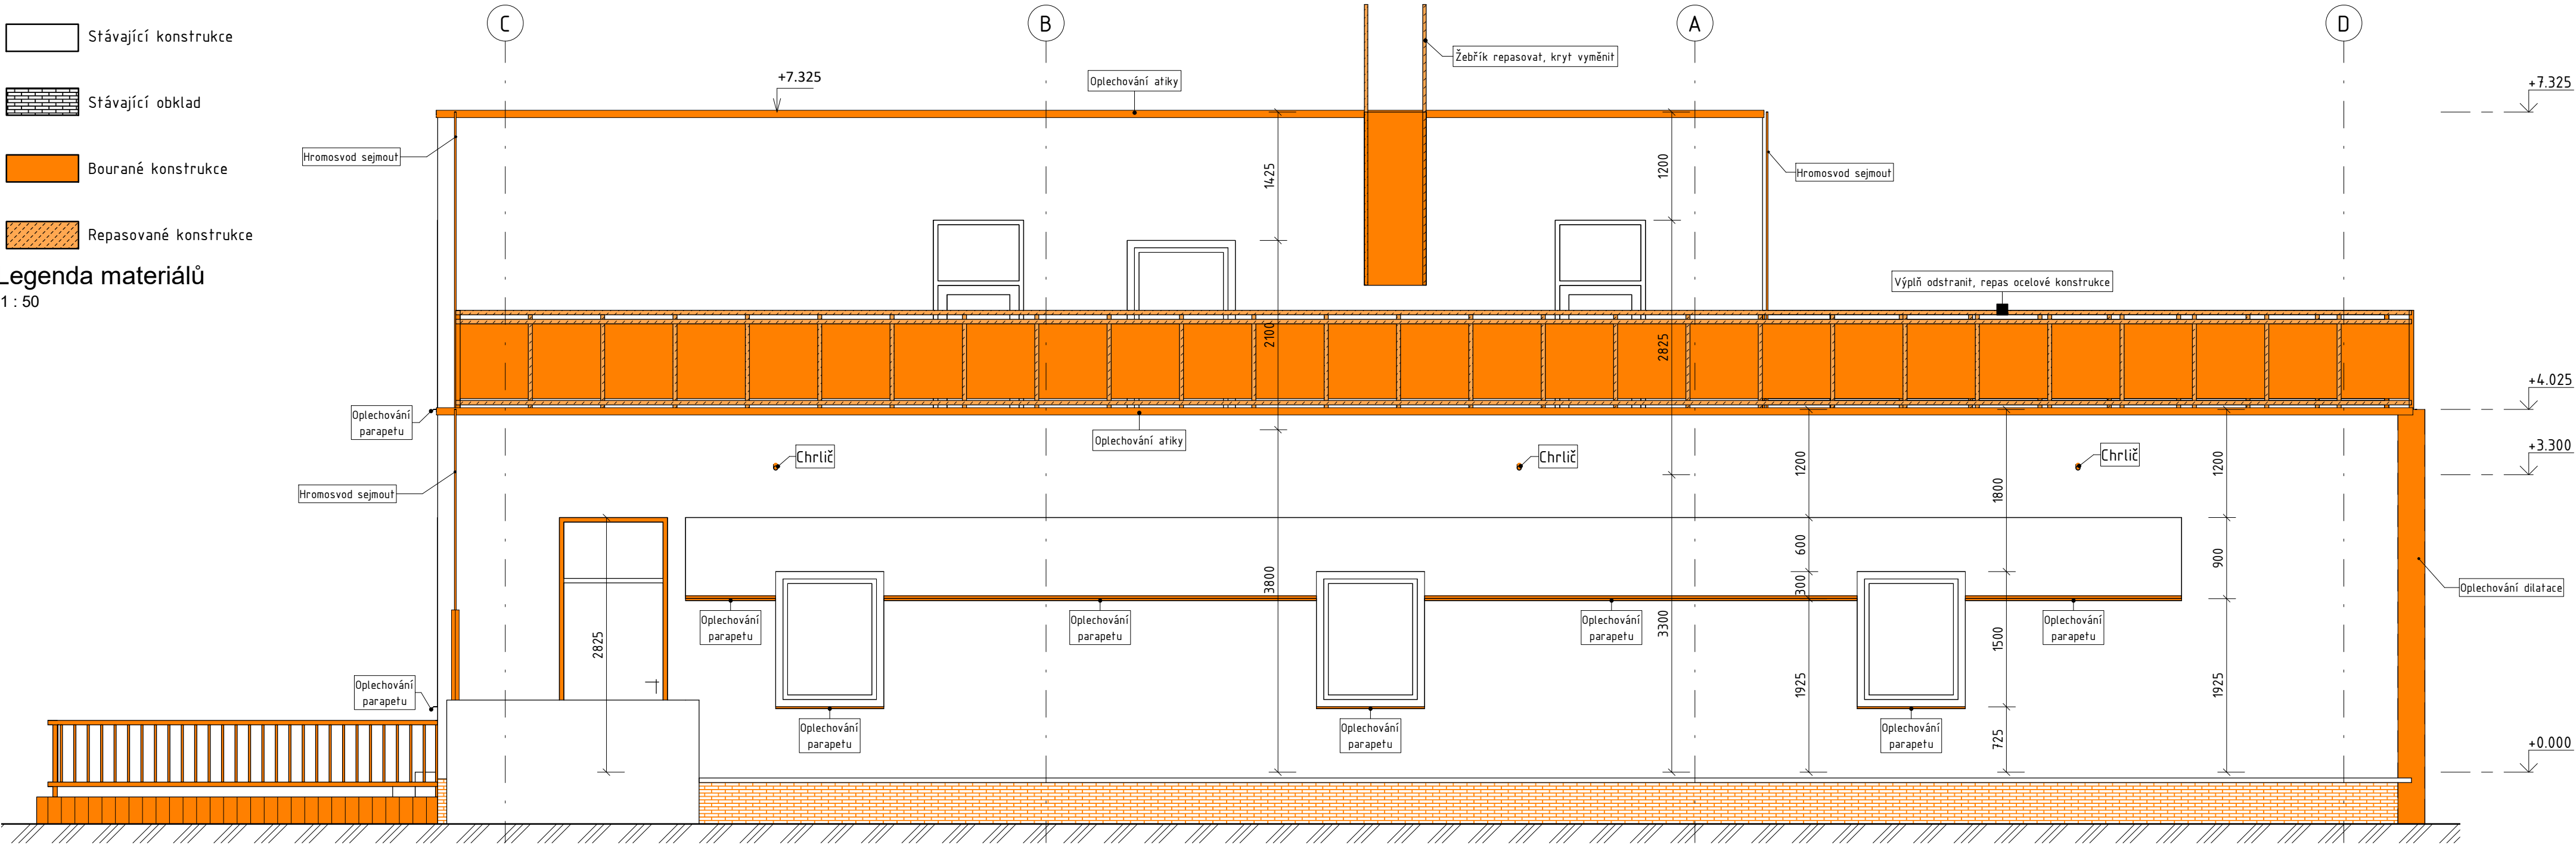 Stávající konstrukce
Stávající obklad
Bourané konstrukce
Repasované konstrukce
Legenda materiálů
1 : 50
C
B
A
D
+7.325
Oplechování atiky
Žebřík repasovat, kryt vyměnit
+7.325
Hromosvod sejmout
Hromosvod sejmout
1425
1200
Výplň odstranit, repas ocelové konstrukce
2100
2825
+4.025
Oplechování
parapetu
Oplechování atiky
Chrlič
Chrlič
Chrlič
+3.300
Hromosvod sejmout
1200
1800
1200
600
900
300
3800
3300
2825
1500
1925
1925
725
Oplechování dilatace
Oplechování
parapetu
Oplechování
parapetu
Oplechování
parapetu
Oplechování
parapetu
Oplechování
parapetu
Oplechování
parapetu
Oplechování
parapetu
Oplechování
parapetu
+0.000